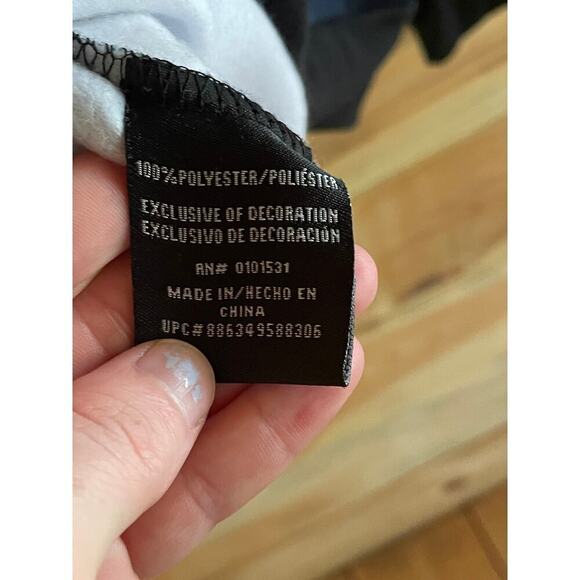 100%POLYESTER/POLIÉSTER
EXCLUSIVE OF DECORATION
EXCLUSIVO DE DECORACIÓN
RN# 0101531
MADE IN/HECHO EN
CHINA
UPC#886349588306